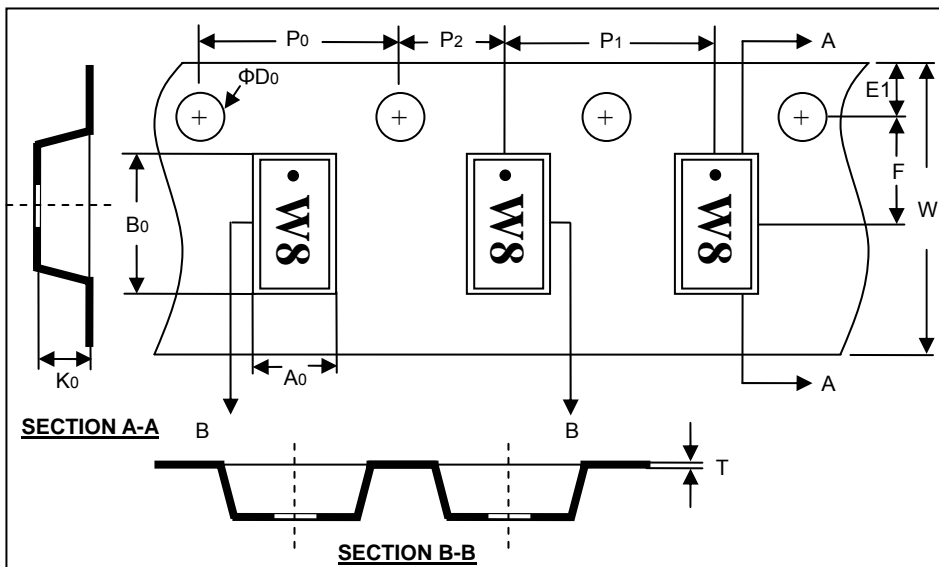 P0
P2
P1
A
ΦD0
E1
F
B0
W8
W8
W8
W
K0
A0
A
SECTION A-A
B
B
T
SECTION B-B